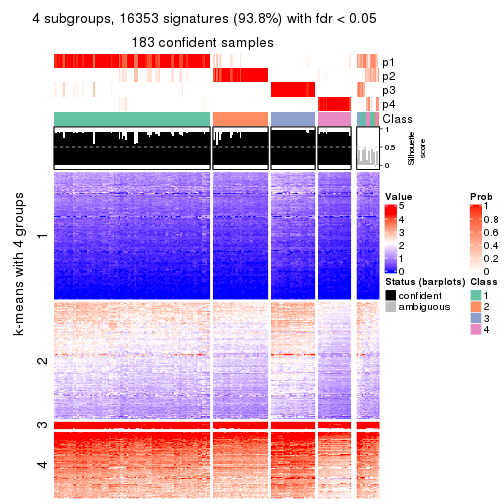 4 subgroups, 16353 signatures (93.8%) with fdr < 0.05
183 confident samples
p1
p2
p3
p4
Class
1
0.5
0
Silhouette
score
k-means with 4 groups
1
2
3
4
Value
5
4
3
2
1
0
Prob
1
0.8
0.6
0.4
0.2
0
Status (barplots)
confident
ambiguous
Class
1
2
3
4